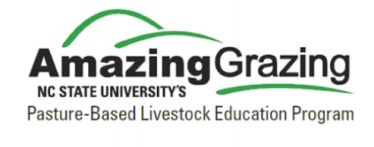 AmazingGrazing
NC STATE UNIVERSITY'S
Pasture-Based Livestock Education Program